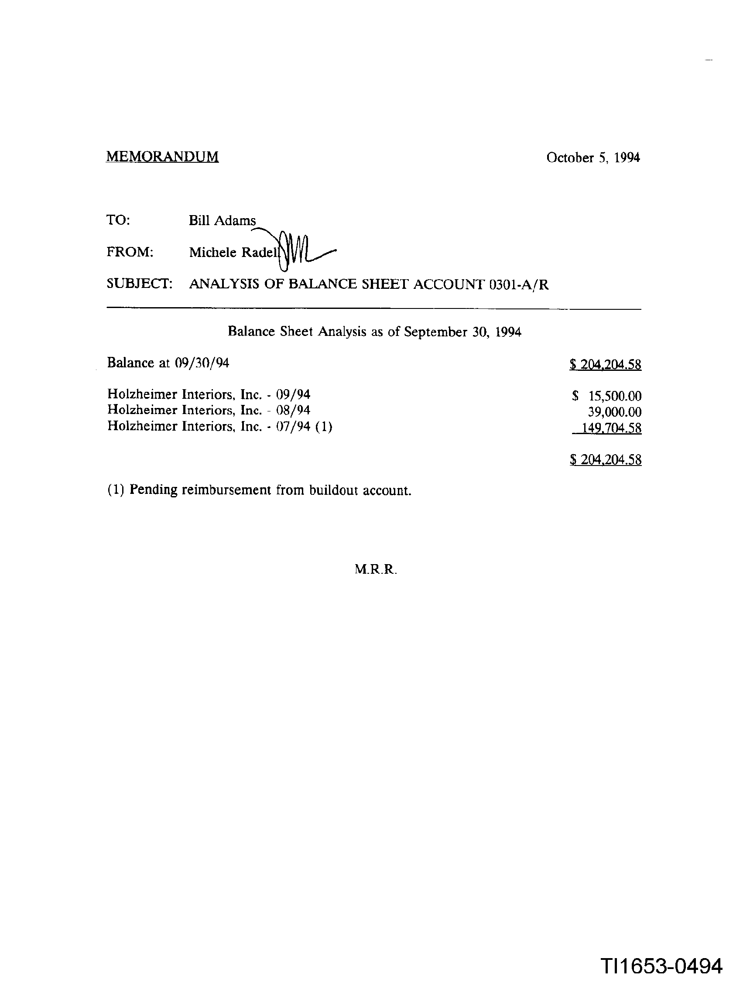 MEMORANDUM October 5, 1994
TO: Bill Adams
FROM: Michele Radell
SUBJECT: ANALYSIS OF BALANCE SHEET ACCOUNT 0301-A/R
Balance Sheet Analysis as of September 30, 1994
Balance at 09/30/94 $ 204,204.58
Holzheimer Interiors, Inc. - 09/94 $ 15,500.00
Holzheimer Interiors, Inc. - 08/94 39,000.00
Holzheimer Interiors, Inc. - 07/94 (1) 149,704.58
$ 204,204.58
(1) Pending reimbursement from buildout account.
M.R.R.
TI1653-0494